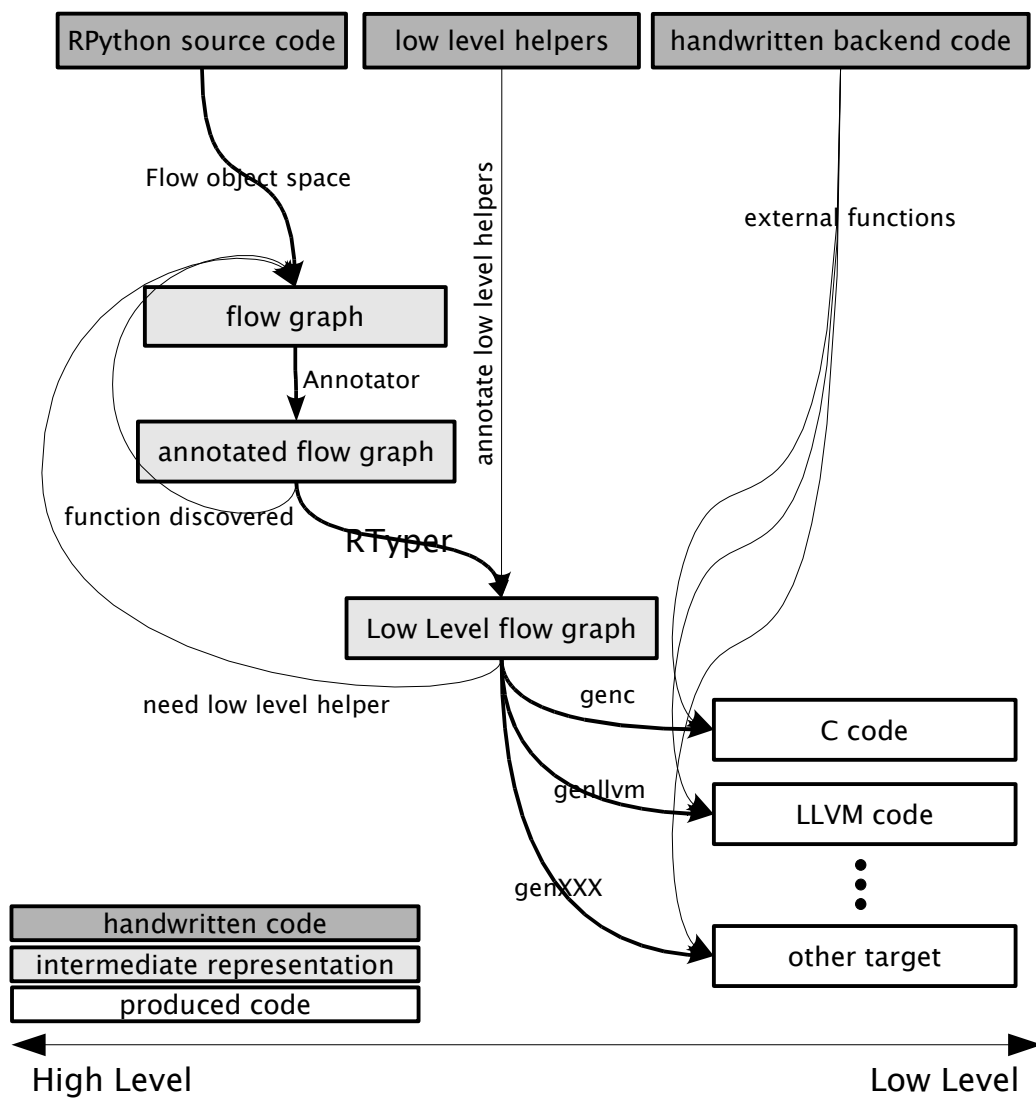 RPython source code
low level helpers
handwritten backend code
Flow object space
annotate low level helpers
external functions
flow graph
Annotator
annotated flow graph
function discovered
RTyper
Low Level flow graph
need low level helper
genc
C code
genllvm
LLVM code
genXXX
other target
handwritten code
intermediate representation
produced code
High Level
Low Level